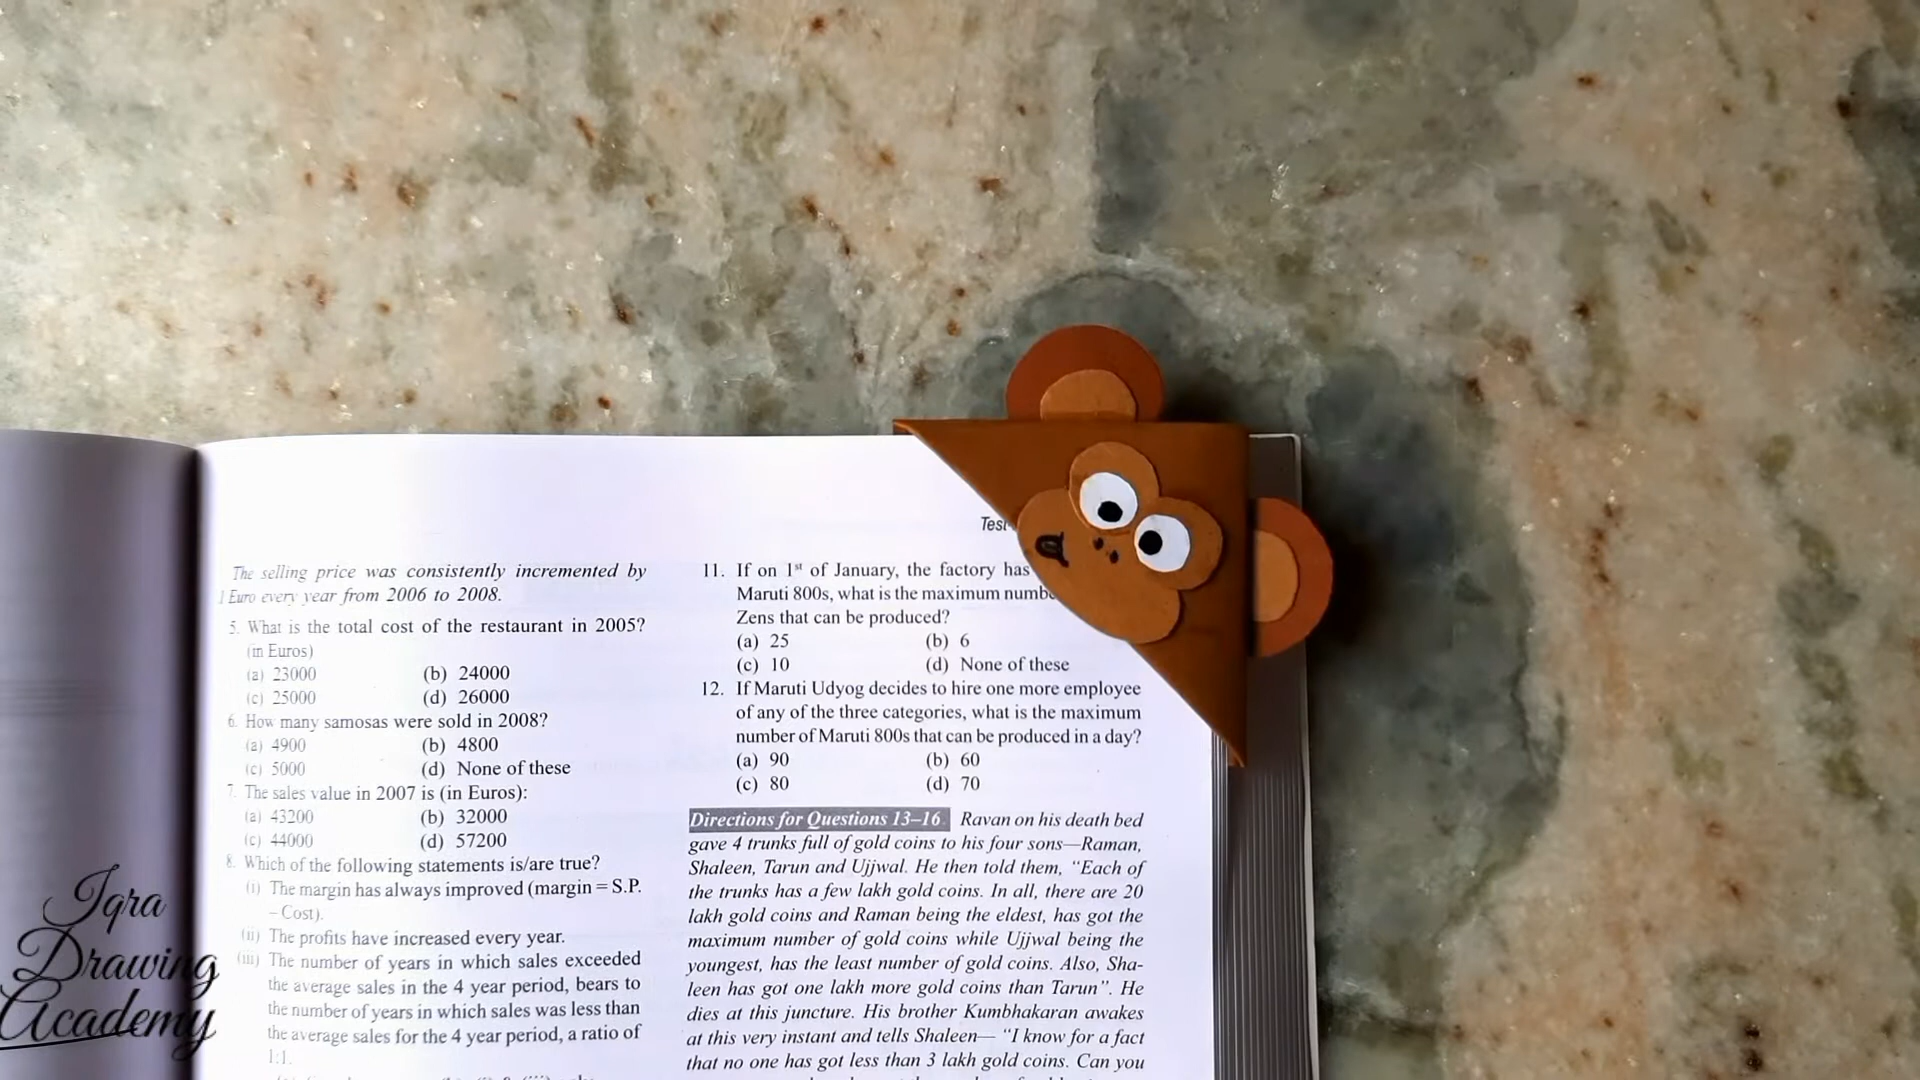 Test
The selling price was consistently incremented by
1 Euro every year from 2006 to 2008.
5. What is the total cost of the restaurant in 2005?
(in Euros)
(a) 23000 (b) 24000
(c) 25000 (d) 26000
6. How many samosas were sold in 2008?
(a) 4900 (b) 4800
(c) 5000 (d) None of these
7. The sales value in 2007 is (in Euros):
(a) 43200 (b) 32000
(c) 44000 (d) 57200
8. Which of the following statements is/are true?
(i) The margin has always improved (margin = S.P.
– Cost).
(ii) The profits have increased every year.
(iii) The number of years in which sales exceeded
the average sales in the 4 year period, bears to
the number of years in which sales was less than
the average sales for the 4 year period, a ratio of
1:1.
11. If on 1st of January, the factory has
Maruti 800s, what is the maximum
Zens that can be produced?
(a) 25 (b) 6
(c) 10 (d) None of these
12. If Maruti Udyog decides to hire one more employee
of any of the three categories, what is the maximum
number of Maruti 800s that can be produced in a day?
(a) 90 (b) 60
(c) 80 (d) 70
Directions for Questions 13–16 Ravan on his death bed
gave 4 trunks full of gold coins to his four sons—Raman,
Shaleen, Tarun and Ujjwal. He then told them, “Each of
the trunks has a few lakh gold coins. In all, there are 20
lakh gold coins and Raman being the eldest, has got the
maximum number of gold coins while Ujjwal being the
youngest, has the least number of gold coins. Also, Sha-
leen has got one lakh more gold coins than Tarun”. He
dies at this juncture. His brother Kumbhakaran awakes
at this very instant and tells Shaleen— “I know for a fact
that no one has got less than 3 lakh gold coins. Can you
Iqra
Drawing
Academy